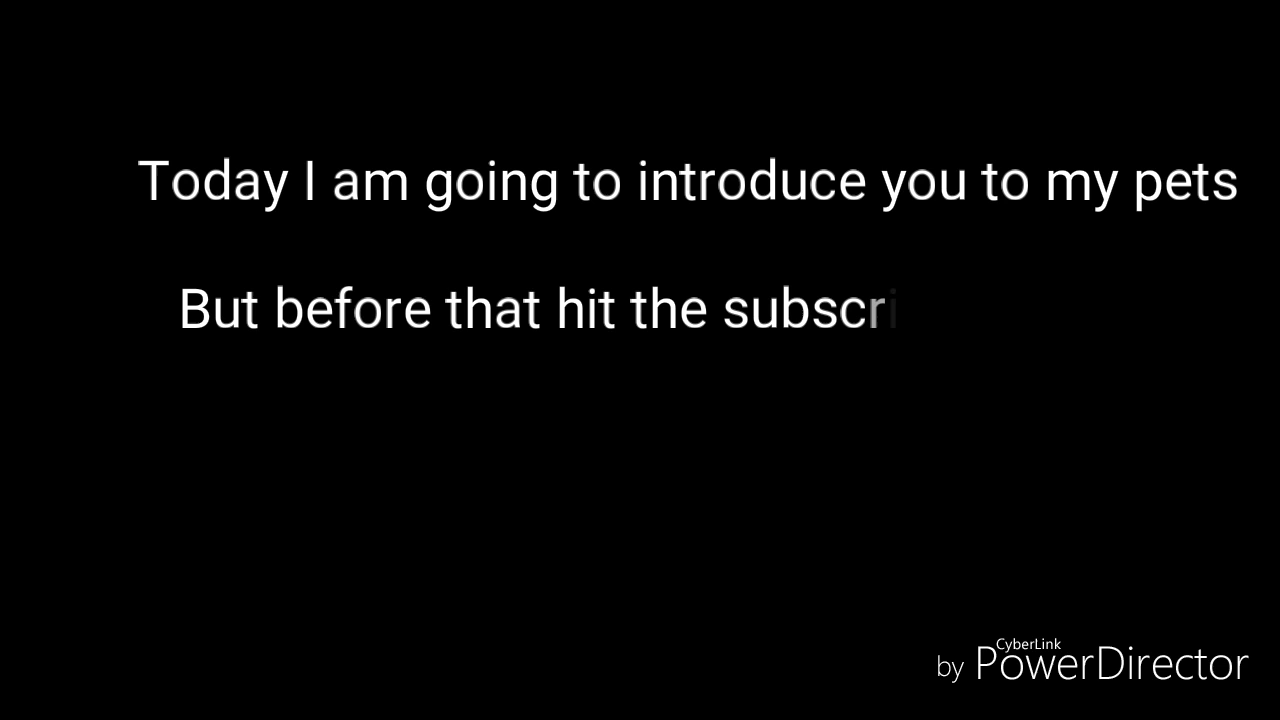 Today I am going to introduce you to my pets
But before that hit the subscri
CyberLink
by PowerDirector